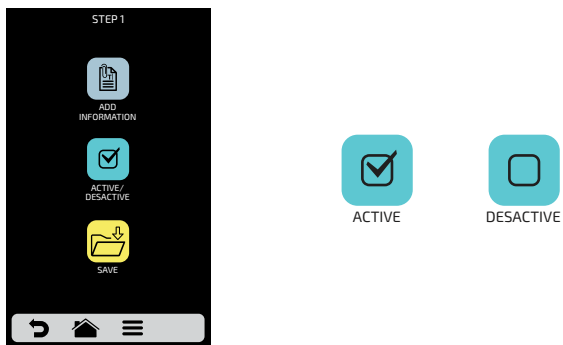 STEP 1
ADD
INFORMATION
ACTIVE/
DESACTIVE
SAVE
ACTIVE
DESACTIVE